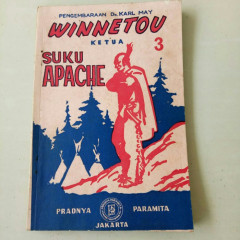 PENGEMBARAAN Dr. KARL MAY
WINNETOU
KETUA 3
SUKU
APACHE
PRADNYA PARAMITA
JAKARTA